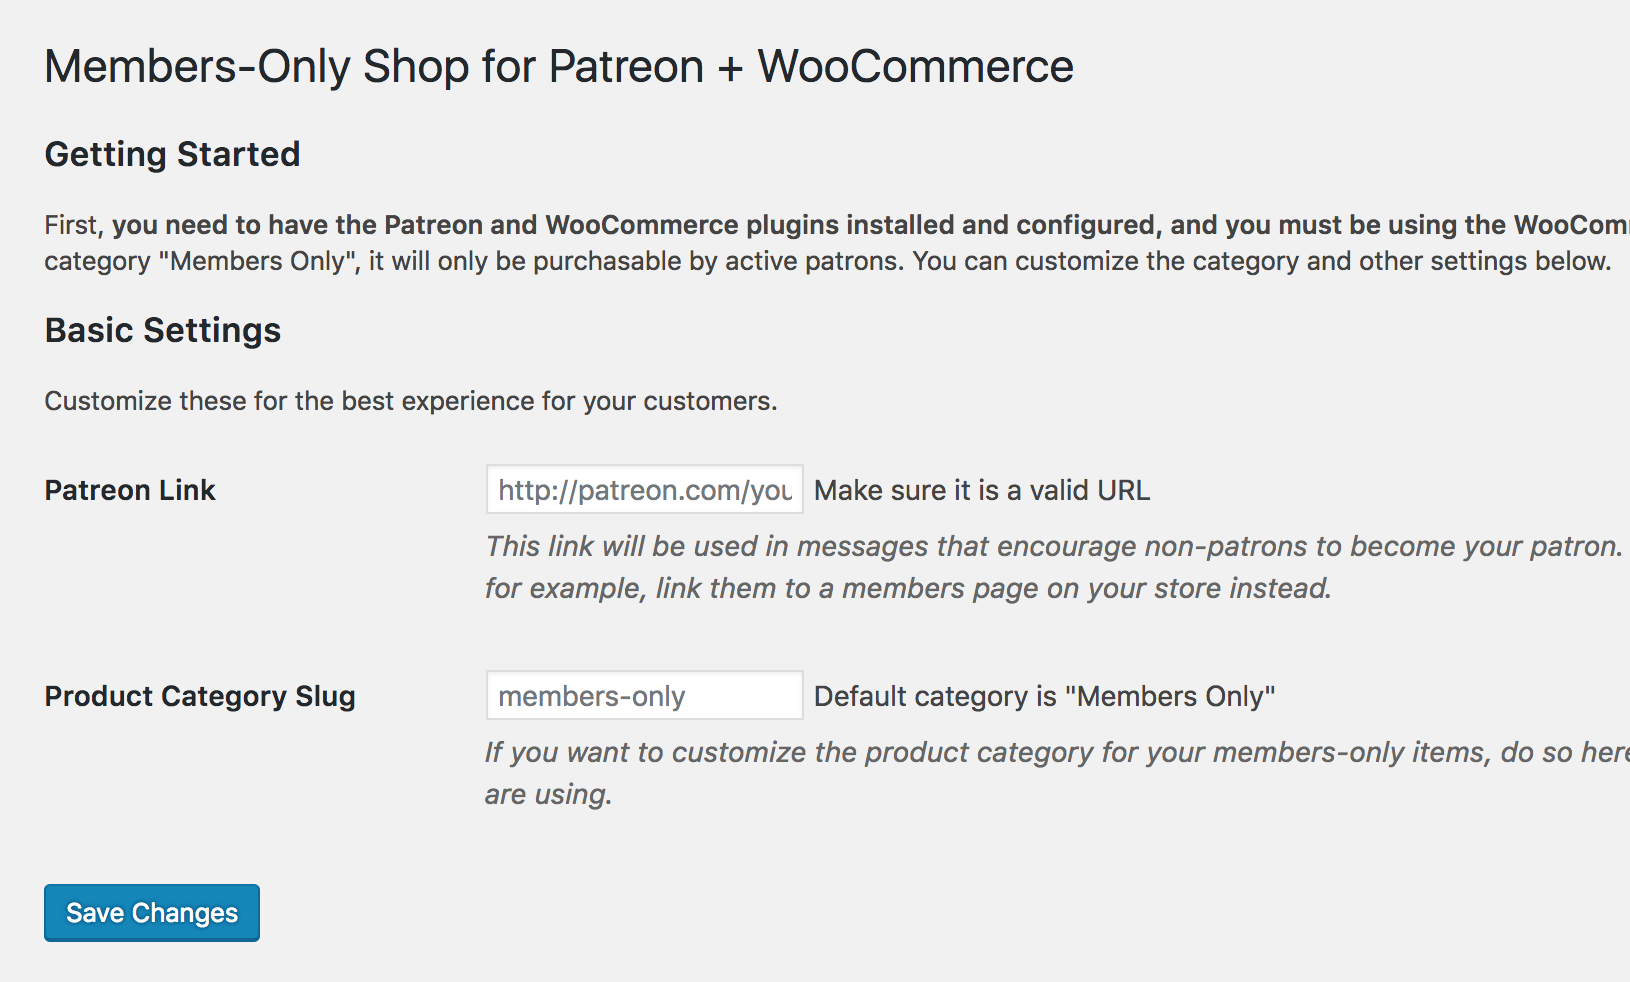 Members-Only Shop for Patreon + WooCommerce
Getting Started
First, you need to have the Patreon and WooCommerce plugins installed and configured, and you must be using the
category "Members Only", it will only be purchasable by active patrons. You can customize the category and other settings below.
Basic Settings
Customize these for the best experience for your customers.
Patreon Link
http://patreon.com/you
Make sure it is a valid URL
This link will be used in messages that encourage non-patrons to become your patron.
for example, link them to a members page on your store instead.
Product Category Slug
members-only
Default category is "Members Only"
If you want to customize the product category for your members-only items, do so here
are using.
Save Changes